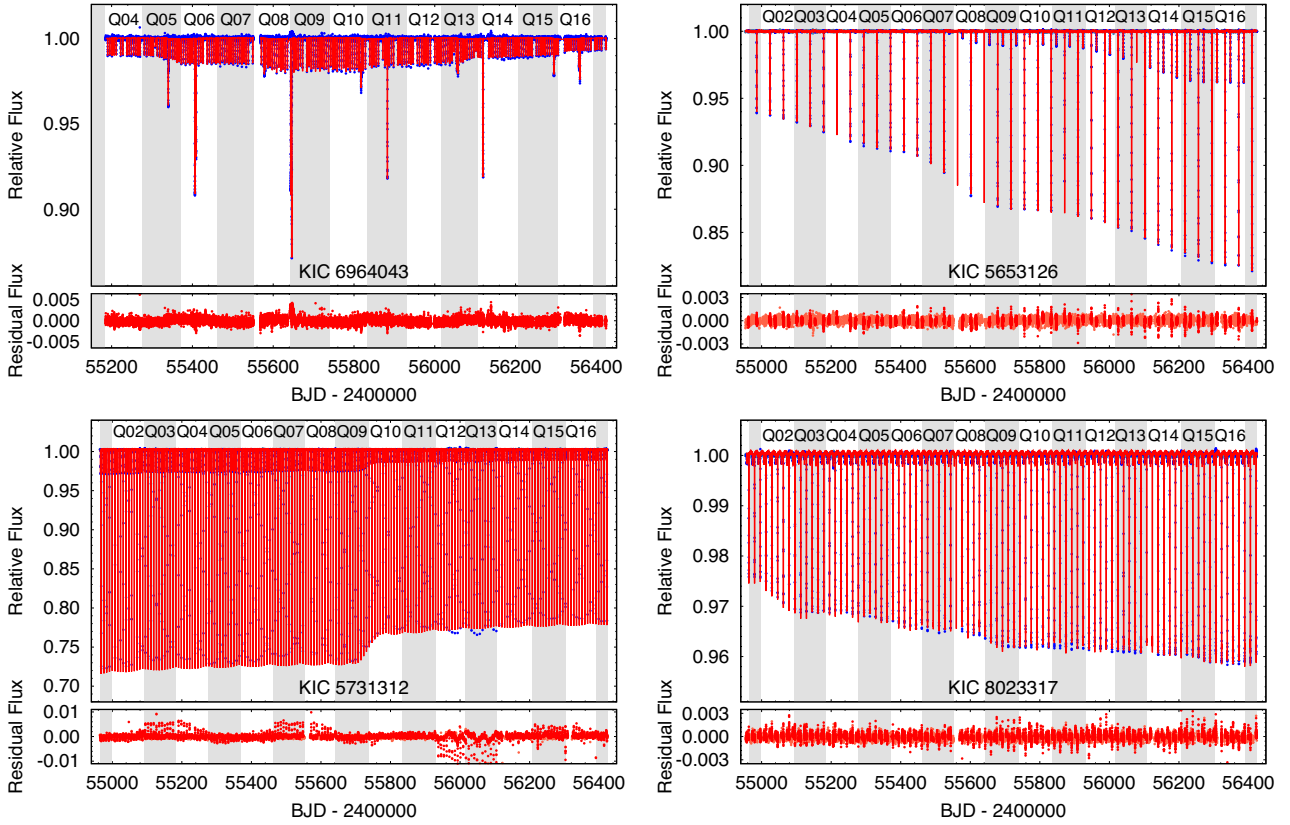 Q04 Q05 Q06 Q07 Q08 Q09 Q10 Q11 Q12 Q13 Q14 Q15 Q16
1.00
0.95
0.90
Relative Flux
KIC 6964043
0.005
0.000
-0.005
Residual Flux
55200 55400 55600 55800 56000 56200 56400
BJD - 2400000
Q02 Q03 Q04 Q05 Q06 Q07 Q08 Q09 Q10 Q11 Q12 Q13 Q14 Q15 Q16
1.00
0.95
0.90
0.85
Relative Flux
KIC 5653126
0.003
0.000
-0.003
Residual Flux
55000 55200 55400 55600 55800 56000 56200 56400
BJD - 2400000
Q02 Q03 Q04 Q05 Q06 Q07 Q08 Q09 Q10 Q11 Q12 Q13 Q14 Q15 Q16
1.00
0.95
0.90
0.85
0.80
0.75
0.70
Relative Flux
KIC 5731312
0.01
0.00
-0.01
Residual Flux
55000 55200 55400 55600 55800 56000 56200 56400
BJD - 2400000
Q02 Q03 Q04 Q05 Q06 Q07 Q08 Q09 Q10 Q11 Q12 Q13 Q14 Q15 Q16
1.00
0.99
0.98
0.97
0.96
Relative Flux
KIC 8023317
0.003
0.000
-0.003
Residual Flux
55000 55200 55400 55600 55800 56000 56200 56400
BJD - 2400000